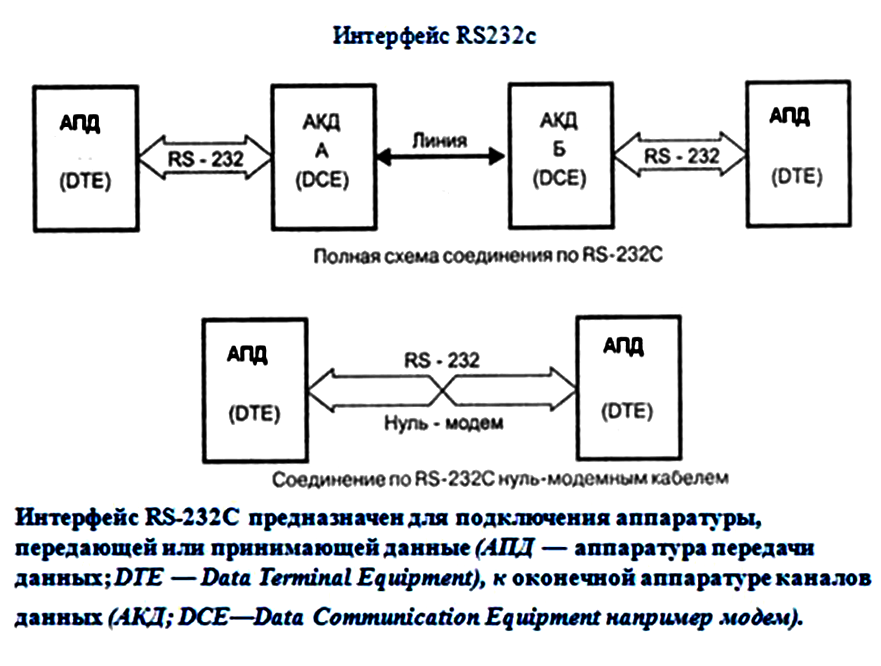 Интерфейс RS232c
АПД
(DTE)
RS - 232
АКД
А
(DCE)
Линия
АКД
Б
(DCE)
RS - 232
АПД
(DTE)
Полная схема соединения по RS-232C
АПД
(DTE)
RS - 232
Нуль - модем
АПД
(DTE)
Соединение по RS-232C нуль-модемным кабелем
Интерфейс RS-232C предназначен для подключения аппаратуры,
передающей или принимающей данные (АПД — аппаратура передачи
данных; DTE — Data Terminal Equipment), к оконечной аппаратуре каналов
данных (АКД; DCE—Data Communication Equipment например модем).